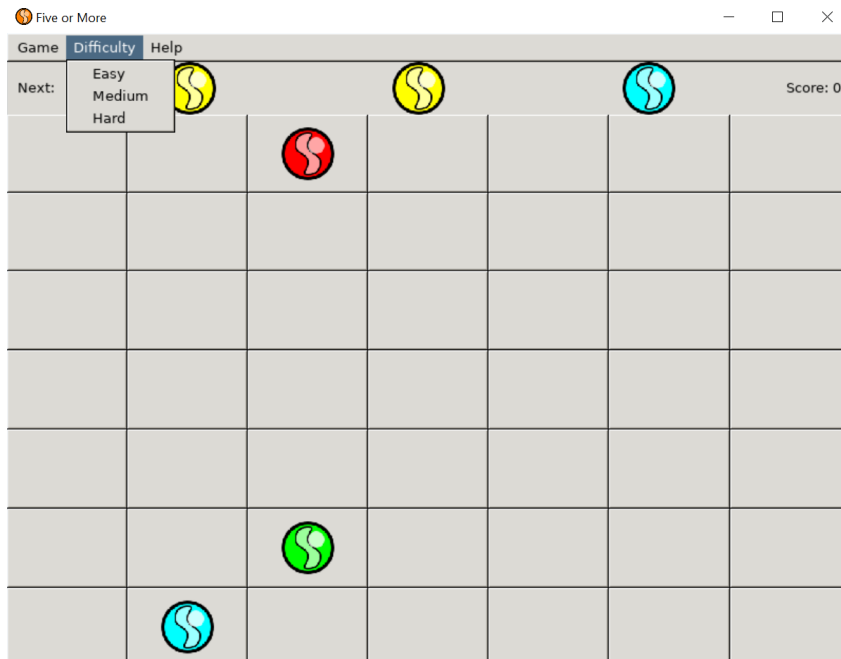 Five or More
Game Difficulty Help
Next: Score: 0
Easy
Medium
Hard